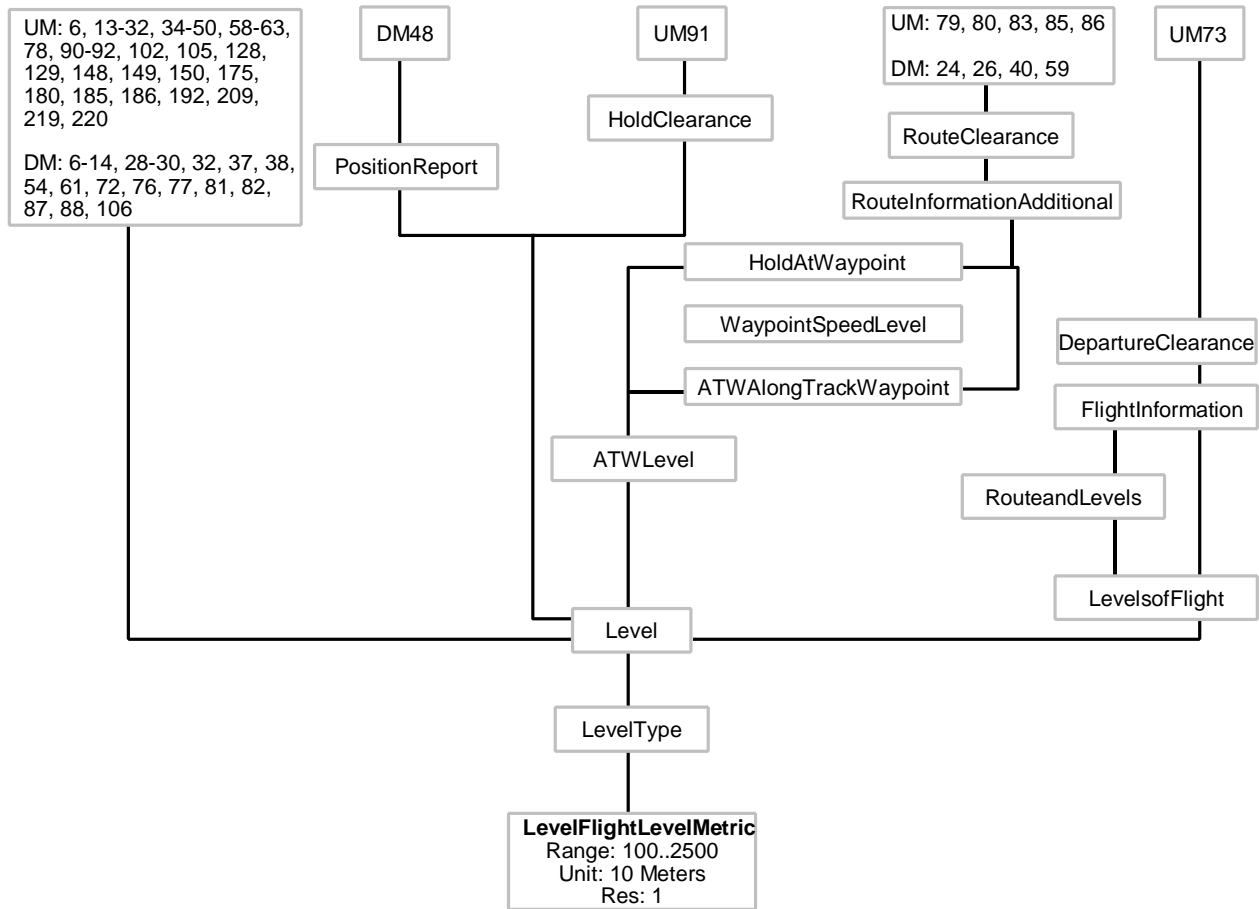 UM: 6, 13-32, 34-50, 58-63,
78, 90-92, 102, 105, 128,
129, 148, 149, 150, 175,
180, 185, 186, 192, 209,
219, 220
DM: 6-14, 28-30, 32, 37, 38,
54, 61, 72, 76, 77, 81, 82,
87, 88, 106
DM48
UM91
UM: 79, 80, 83, 85, 86
DM: 24, 26, 40, 59
UM73
HoldClearance
RouteClearance
PositionReport
RouteInformationAdditional
HoldAtWaypoint
WaypointSpeedLevel
DepartureClearance
ATWAlongTrackWaypoint
FlightInformation
ATWLevel
RouteandLevels
LevelsofFlight
Level
LevelType
LevelFlightLevelMetric
Range: 100..2500
Unit: 10 Meters
Res: 1